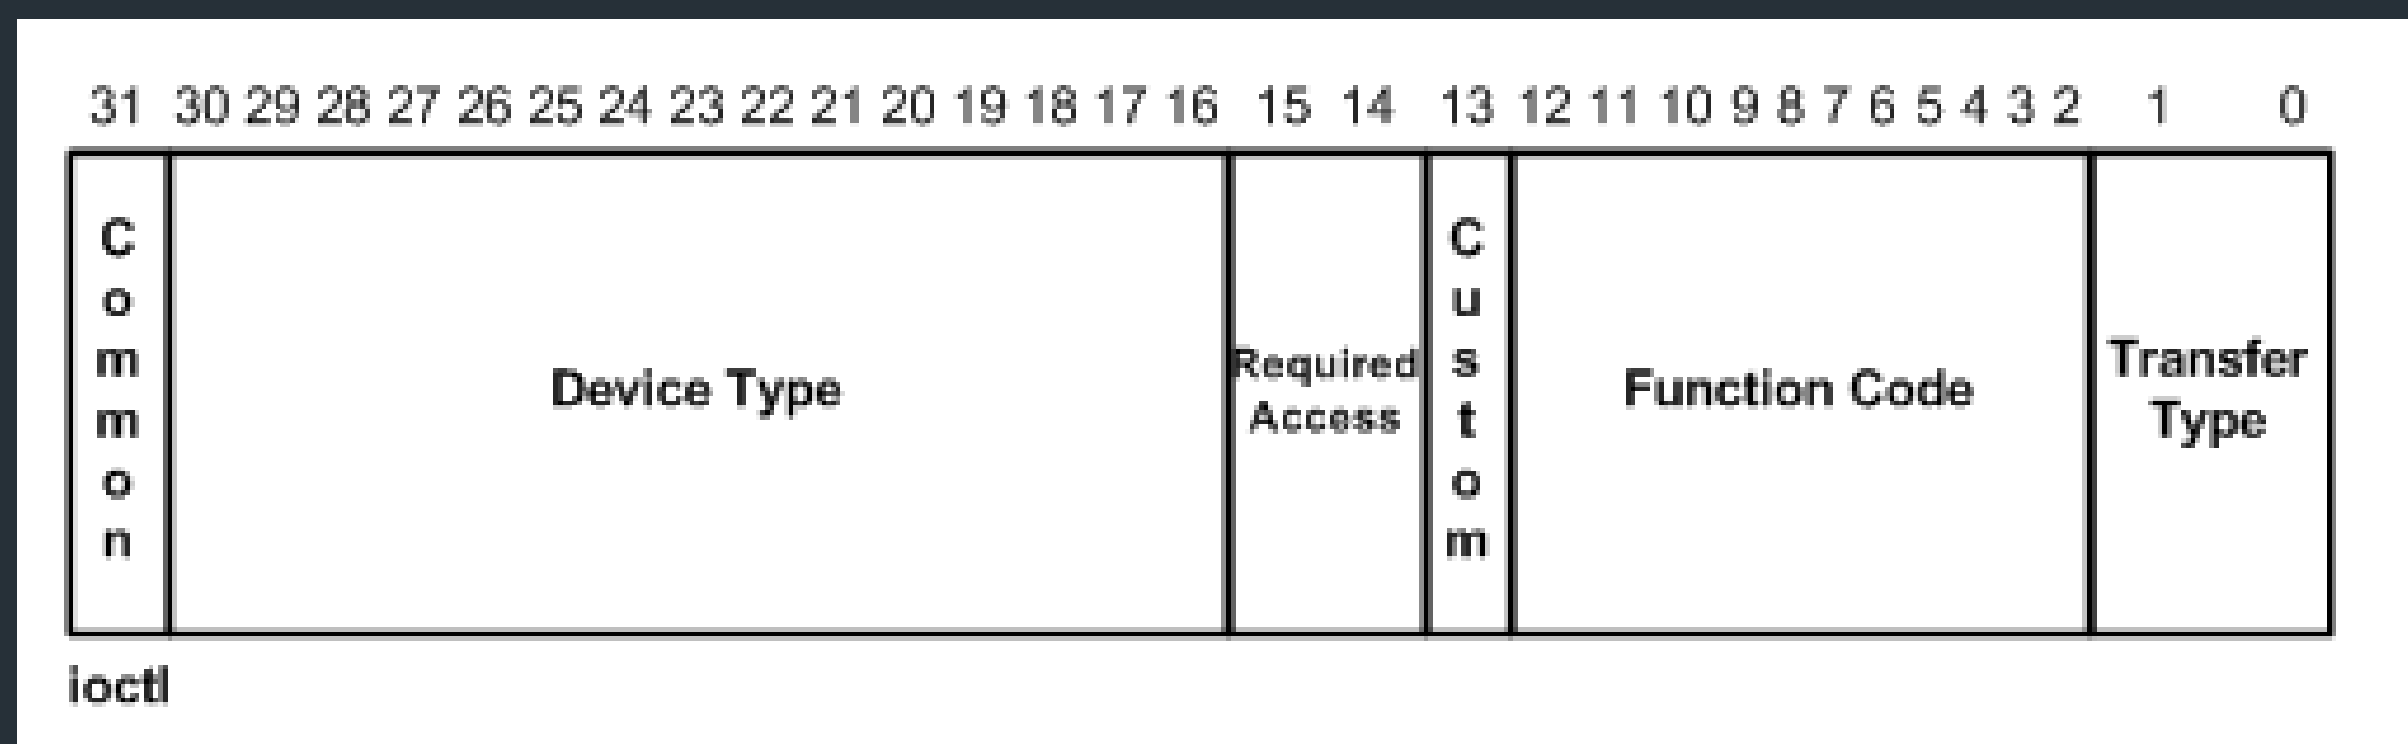 31 30 29 28 27 26 25 24 23 22 21 20 19 18 17 16 15 14 13 12 11 10 9 8 7 6 5 4 3 2 1 0
Common
Device Type
Required
Access
Custom
Function Code
Transfer
Type
ioctl